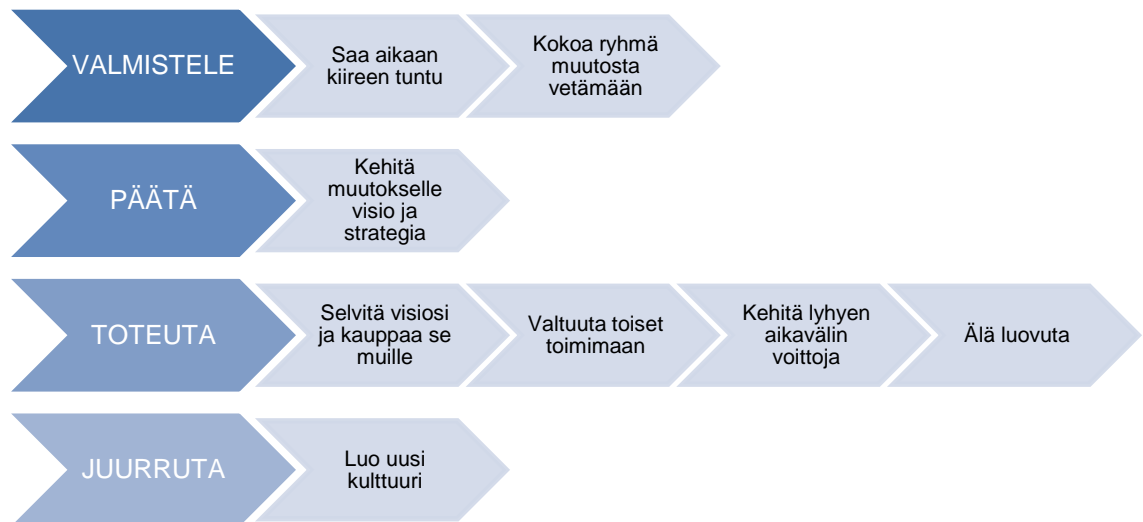 VALMISTELE
Saa aikaan
kiireen tuntu
Kokoa ryhmä
muutosta
vetämään
PÄÄTÄ
Kehitä
muutokselle
visio ja
strategia
TOTEUTA
Selvitä visiosi
ja kauppaa se
muille
Valtuuta toiset
toimimaan
Kehitä lyhyen
aikavälin
voittoja
Älä luovuta
JUURRUTA
Luo uusi
kulttuuri